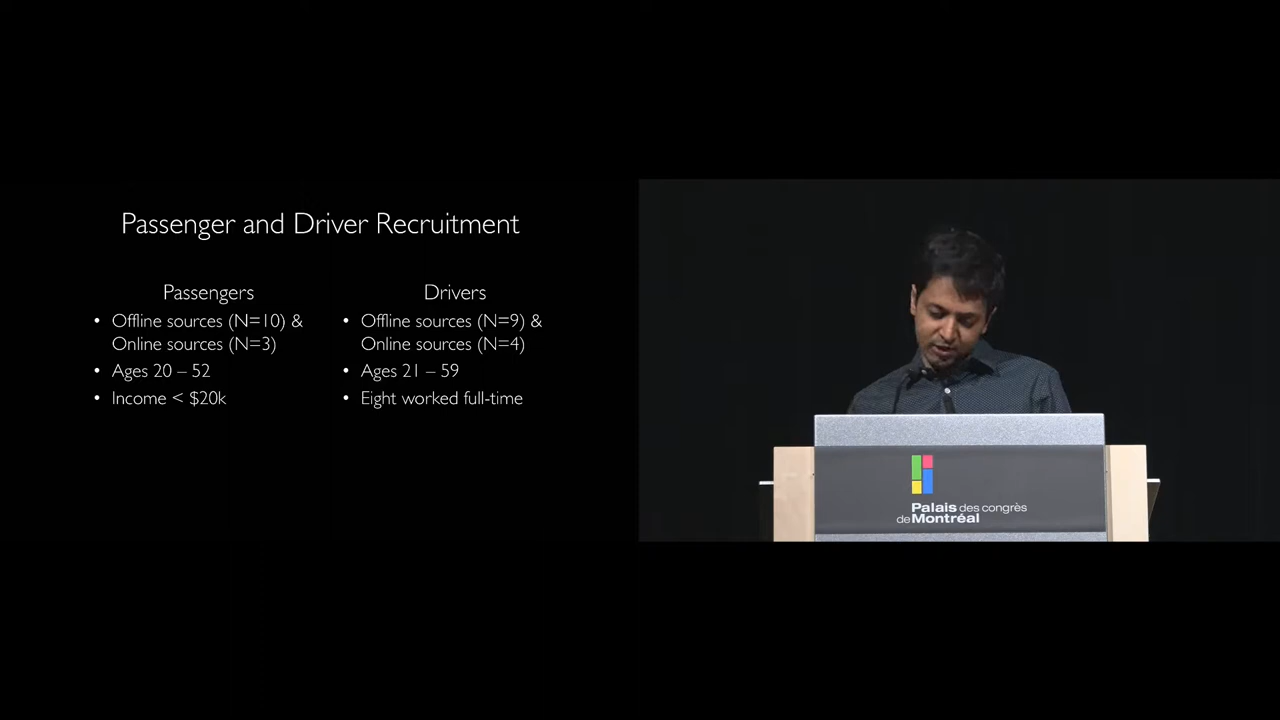 Passenger and Driver Recruitment
Passengers
• Offline sources (N=10) &
Online sources (N=3)
• Ages 20 – 52
• Income < $20k
Drivers
• Offline sources (N=9) &
Online sources (N=4)
• Ages 21 – 59
• Eight worked full-time
Palais des congrès
de Montréal